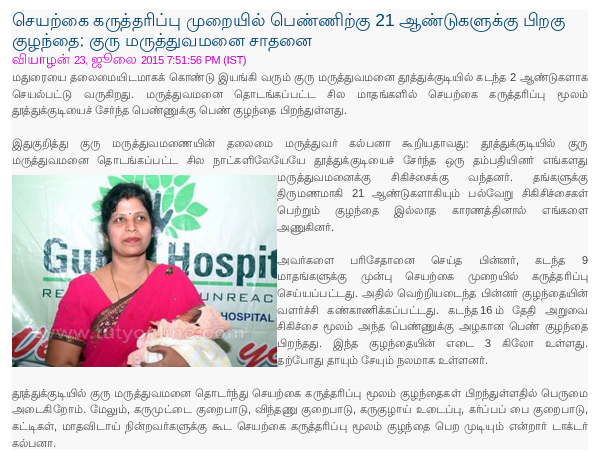 செயற்கை கருத்தரிப்பு முறையில் பெண்ணிற்கு 21 ஆண்டுகளுக்கு பிறகு
குழந்தை: குரு மருத்துவமனை சாதனை
வியாழன் 23, ஜூலை 2015 7:51:56 PM (IST)
மதுரையை தலைமையிடமாகக் கொண்டு இயங்கி வரும் குரு மருத்துவமனை தூத்துக்குடியில் கடந்த 2 ஆண்டுகளாக
செயல்பட்டு வருகிறது. மருத்துவமனை தொடங்கப்பட்ட சில மாதங்களில் செயற்கை கருத்தரிப்பு மூலம்
தூத்துக்குடியைச் சேர்ந்த பெண்ணுக்கு பெண் குழந்தை பிறந்துள்ளது.
இதுகுறித்து குரு மருத்துவமணையின் தலைமை மருத்துவர் கல்பனா கூறியதாவது: தூத்துக்குடியில் குரு
மருத்துவமனை தொடங்கப்பட்ட சில நாட்களிலேயேயே தூத்துக்குடியைச் சேர்ந்த ஒரு தம்பதியினர் எங்களது
மருத்துவமனைக்கு சிகிச்சைக்கு வந்தனர். தங்களுக்கு
திருமணமாகி 21 ஆண்டுகளாகியும் பல்வேறு சிகிசிச்சைகள்
பெற்றும் குழந்தை இல்லாத காரணத்தினால் எங்களை
அணுகினர்.
அவர்களை பரிசேதானை செய்த பின்னர், கடந்த 9
மாதங்களுக்கு முன்பு செயற்கை முறையில் கருத்தரிப்பு
செய்யப்பட்டது. அதில் வெற்றியடைந்த பின்னர் குழந்தையின்
வளர்ச்சி கண்காணிக்கப்பட்டது. கடந்த 16 ம் தேதி அறுவை
சிகிச்சை மூலம் அந்த பெண்ணுக்கு அழகான பெண் குழந்தை
பிறந்தது. இந்த குழந்தையின் எடை 3 கிலோ உள்ளது.
தற்போது தாயும் சேயும் நலமாக உள்ளனர்.
Guru Hospit
RE UNREAC
HOSPITAL
www.tutyonline.com
தூத்துக்குடியில் குரு மருத்துவமனை தொடர்ந்து செயற்கை கருத்தரிப்பு மூலம் குழந்தைகள் பிறந்துள்ளதில் பெருமை
அடைகிறோம். மேலும், கருமுட்டை குறைபாடு, விந்தணு குறைபாடு, கருகுழாய் உடைப்பு, கர்ப்பப் பை குறைபாடு,
கட்டிகள், மாதவிடாய் நின்றவர்களுக்கு கூட செயற்கை கருத்தரிப்பு மூலம் குழந்தை பெற முடியும் என்றார் டாக்டர்
கல்பனா.